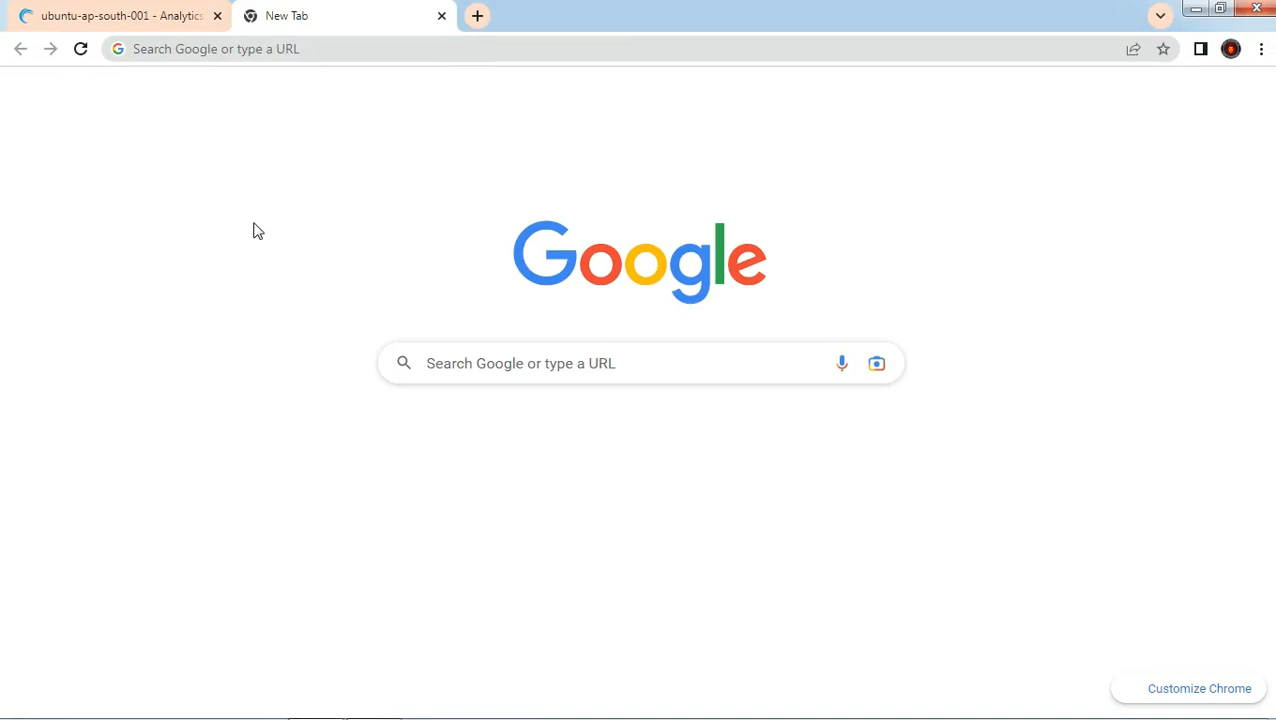 ubuntu-ap-south-001 - Analytics
New Tab
Search Google or type a URL
Google
Search Google or type a URL
Customize Chrome